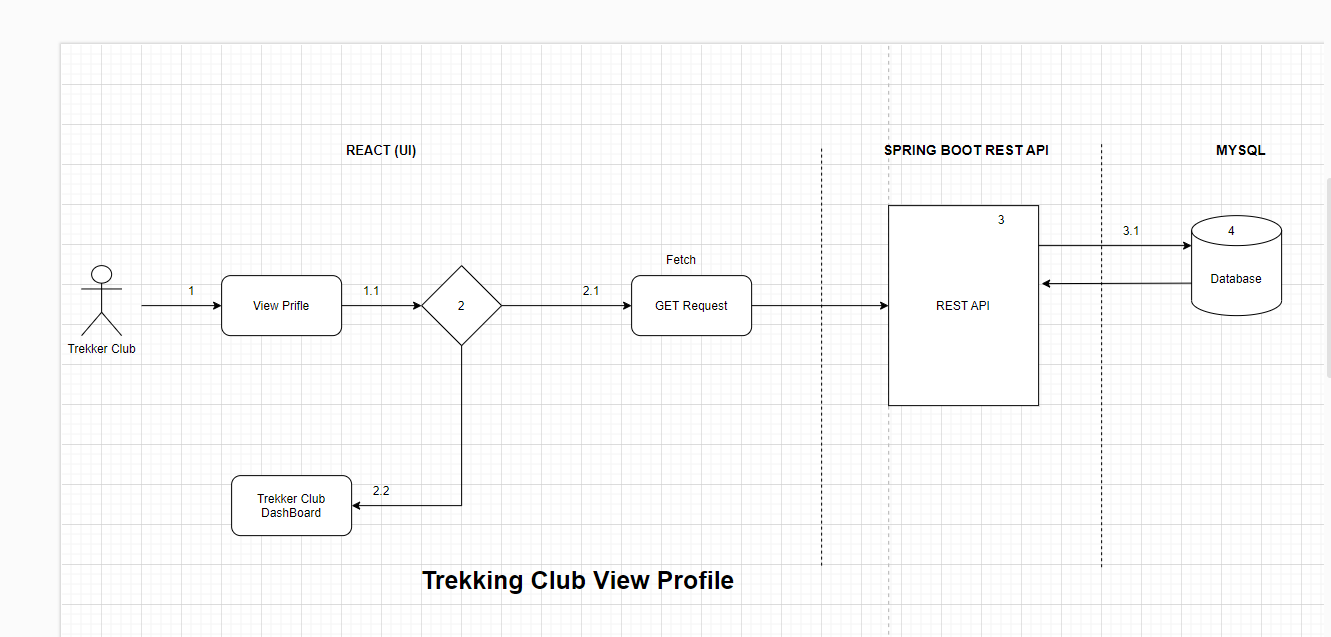 REACT (UI)
SPRING BOOT REST API
MYSQL
3
3.1
4
Fetch
Database
1
1.1
2.1
View Prifle
2
GET Request
REST API
Trekker Club
2.2
Trekker Club
DashBoard
Trekking Club View Profile